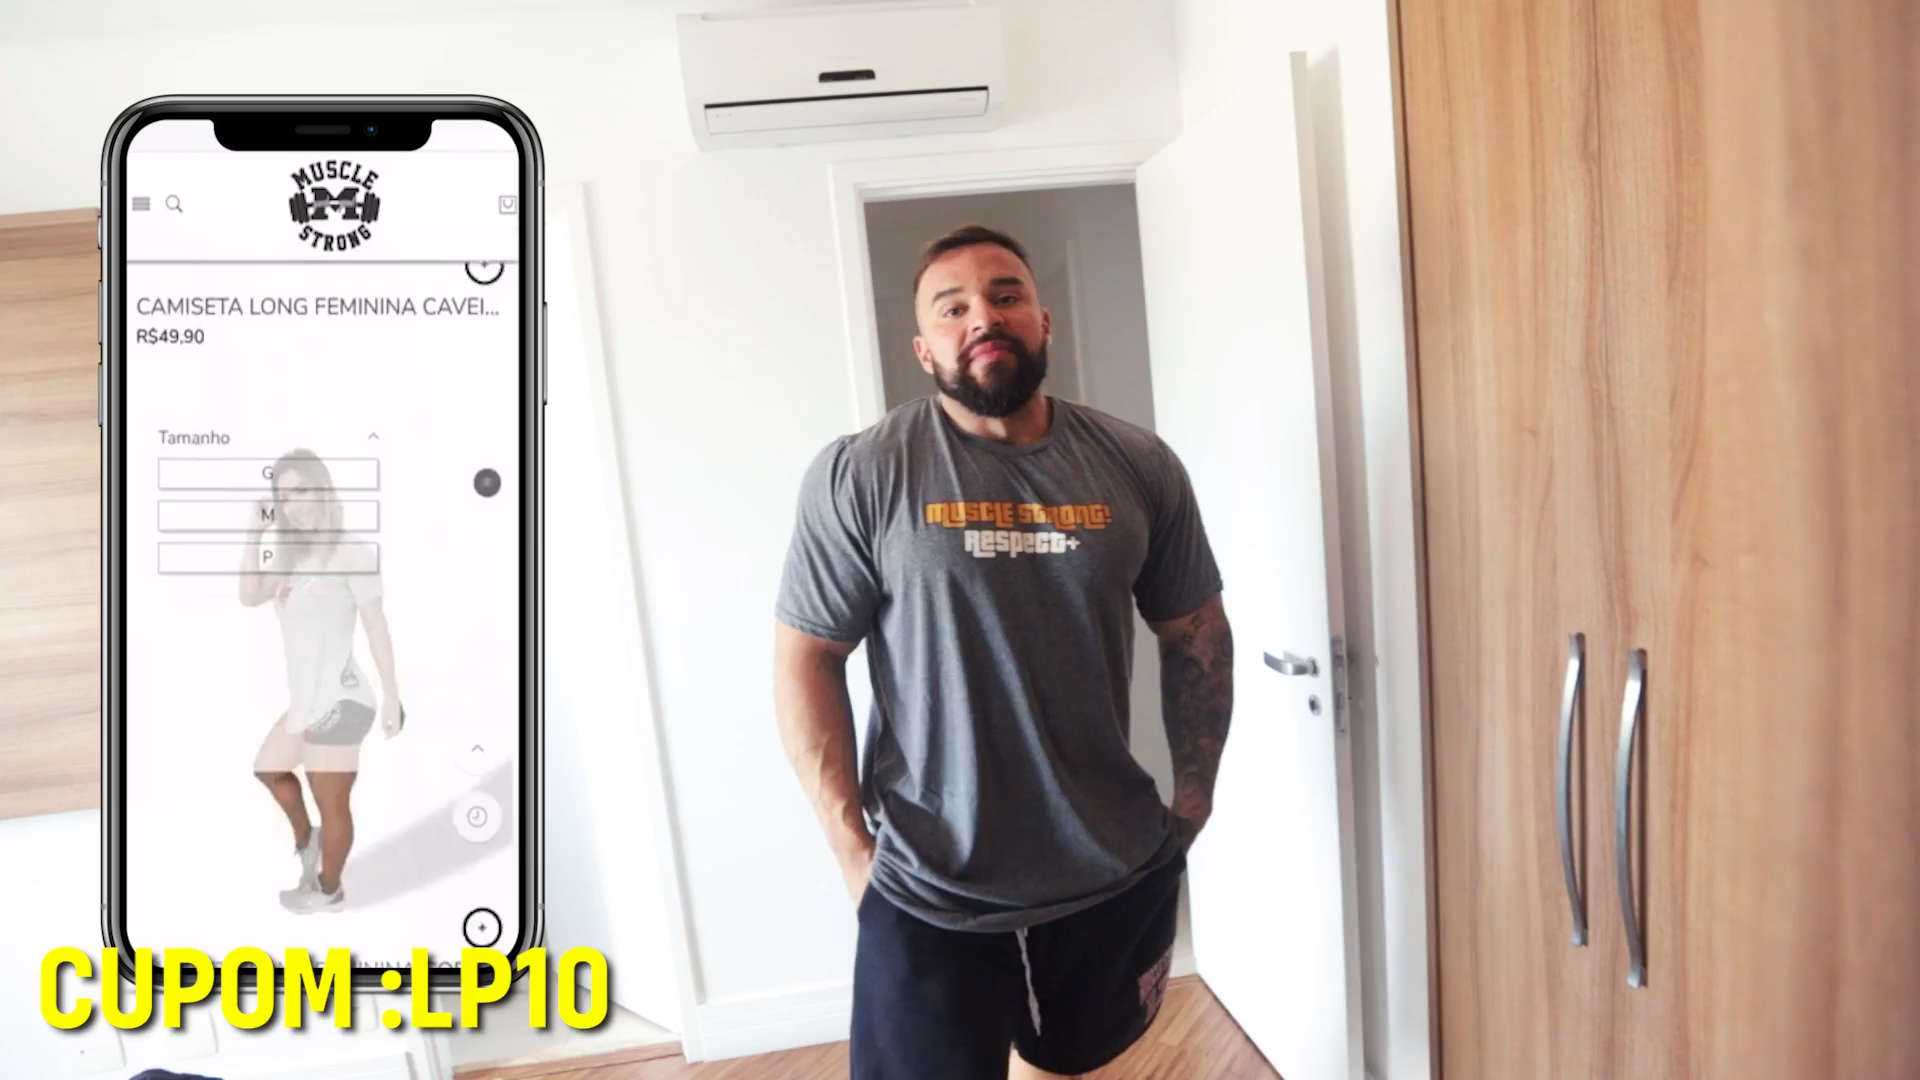 MUSCLE
M
STRONG
CAMISETA LONG FEMININA CAVEI...
R$49,90
Tamanho
G
M
P
CUPOM :LP10
MUSCLE STRONG!
Respect+